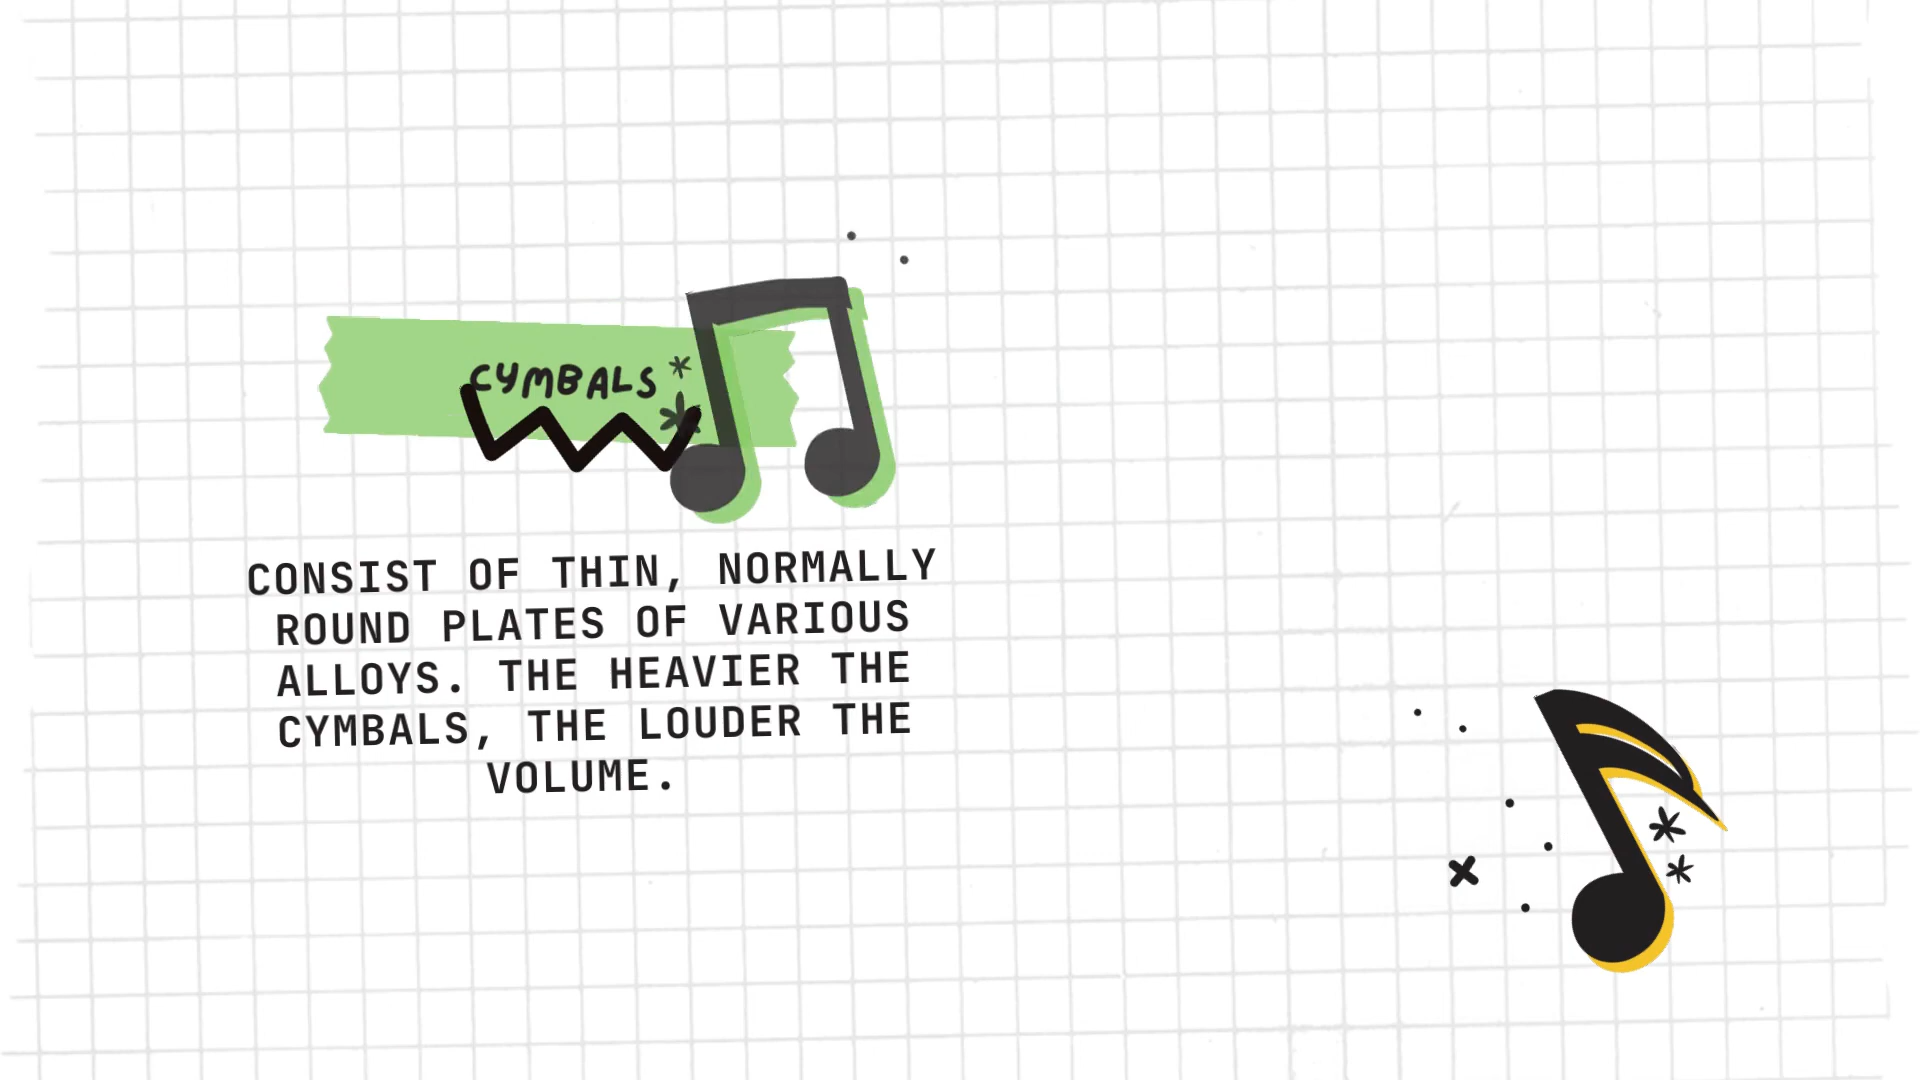 CYMBALS
CONSIST OF THIN, NORMALLY
ROUND PLATES OF VARIOUS
ALLOYS. THE HEAVIER THE
CYMBALS, THE LOUDER THE
VOLUME.